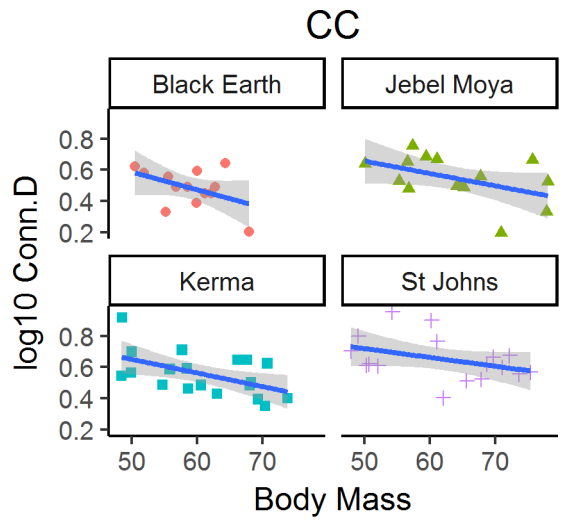 CC
Black Earth
Jebel Moya
0.8
0.6
0.4
0.2
log10 Conn.D
Kerma
St Johns
0.8
0.6
0.4
0.2
50 60 70
50 60 70
Body Mass